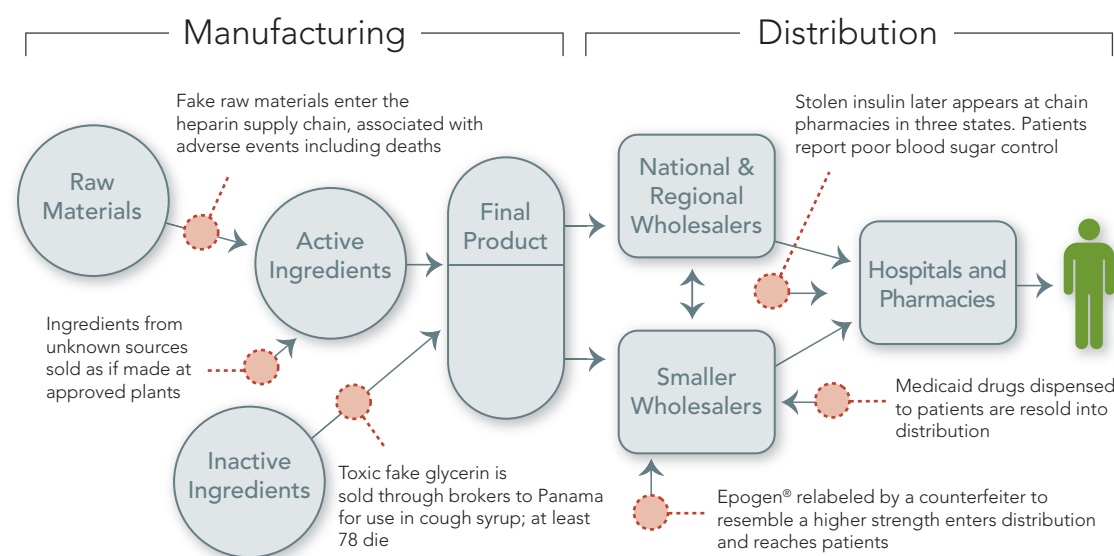 Manufacturing
Distribution
Fake raw materials enter the
heparin supply chain, associated with
adverse events including deaths
Stolen insulin later appears at chain
pharmacies in three states. Patients
report poor blood sugar control
Raw
Materials
Active
Ingredients
Final
Product
National &
Regional
Wholesalers
Hospitals and
Pharmacies
Ingredients from
unknown sources
sold as if made at
approved plants
Smaller
Wholesalers
Medicaid drugs dispensed
to patients are resold into
distribution
Inactive
Ingredients
Toxic fake glycerin is
sold through brokers to Panama
for use in cough syrup; at least
78 die
Epogen® relabeled by a counterfeiter to
resemble a higher strength enters distribution
and reaches patients